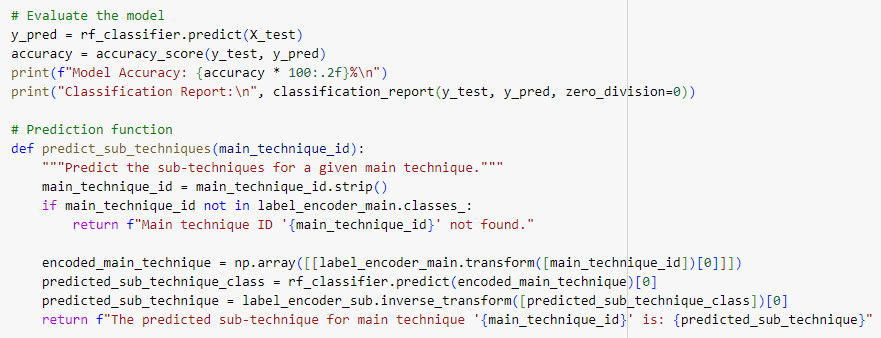 # Evaluate the model
y_pred = rf_classifier.predict(X_test)
accuracy = accuracy_score(y_test, y_pred)
print(f"Model Accuracy: {accuracy * 100:.2f}%\n")
print("Classification Report:\n", classification_report(y_test, y_pred, zero_division=0))

# Prediction function
def predict_sub_techniques(main_technique_id):
    """Predict the sub-techniques for a given main technique."""
    main_technique_id = main_technique_id.strip()
    if main_technique_id not in label_encoder_main.classes_:
        return f"Main technique ID '{main_technique_id}' not found."

    encoded_main_technique = np.array([[label_encoder_main.transform([main_technique_id])[0]]])
    predicted_sub_technique_class = rf_classifier.predict(encoded_main_technique)[0]
    predicted_sub_technique = label_encoder_sub.inverse_transform([predicted_sub_technique_class])[0]
    return f"The predicted sub-technique for main technique '{main_technique_id}' is: {predicted_sub_technique}"